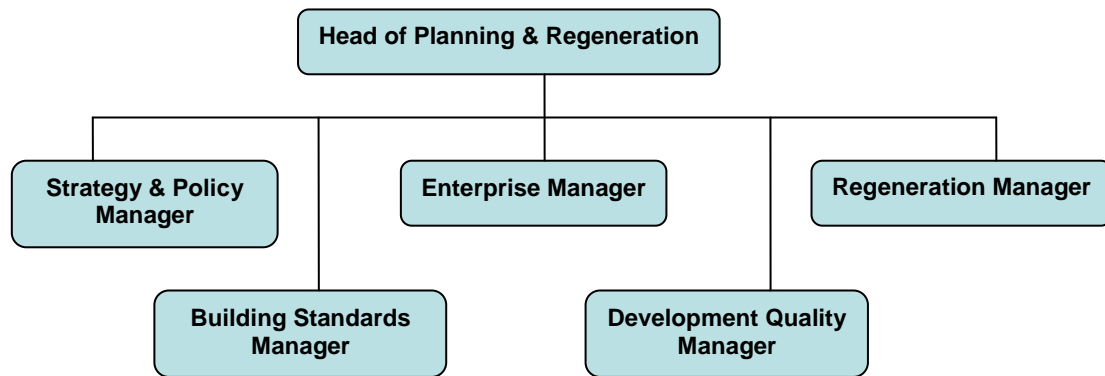 Head of Planning & Regeneration
Strategy & Policy
Manager
Enterprise Manager
Regeneration Manager
Building Standards
Manager
Development Quality
Manager